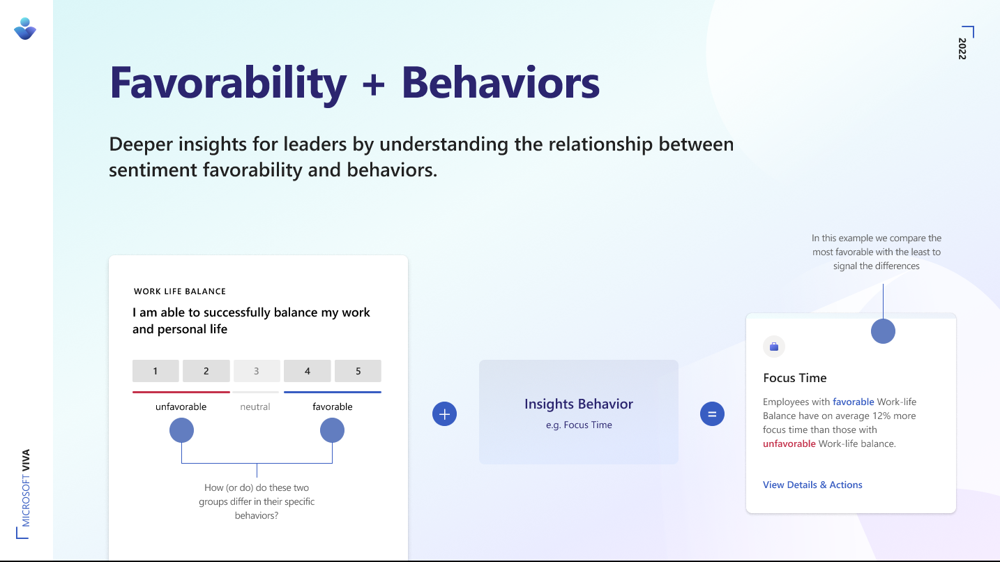 2022
Favorability + Behaviors
Deeper insights for leaders by understanding the relationship between
sentiment favorability and behaviors.
WORK LIFE BALANCE
I am able to successfully balance my work
and personal life
1 2 3 4 5
unfavorable neutral favorable
How (or do) do these two
groups differ in their specific
behaviors?
+
Insights Behavior
e.g. Focus Time
=
In this example we compare the
most favorable with the least to
signal the differences
Focus Time
Employees with favorable Work-life
Balance have on average 12% more
focus time than those with
unfavorable Work-life balance.
View Details & Actions
MICROSOFT VIVA